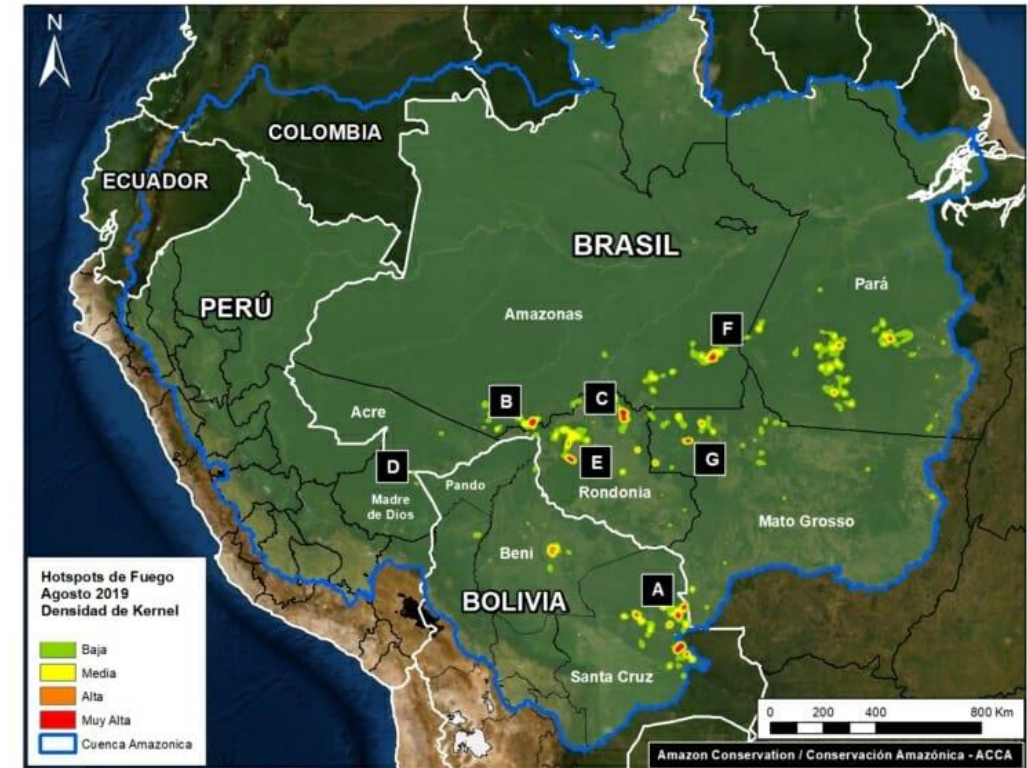 N
COLOMBIA
ECUADOR
BRASIL
Pará
PERÚ
Amazonas
F
B
C
Acre
D
E
G
Pando
Rondonia
Madre
de Dios
Mato Grosso
Beni
A
BOLIVIA
Santa Cruz
Hotspots de Fuego
Agosto 2019
Densidad de Kernel
Baja
Media
Alta
Muy Alta
Cuenca Amazonica
0 200 400 800 Km
Amazon Conservation / Conservación Amazónica - ACCA